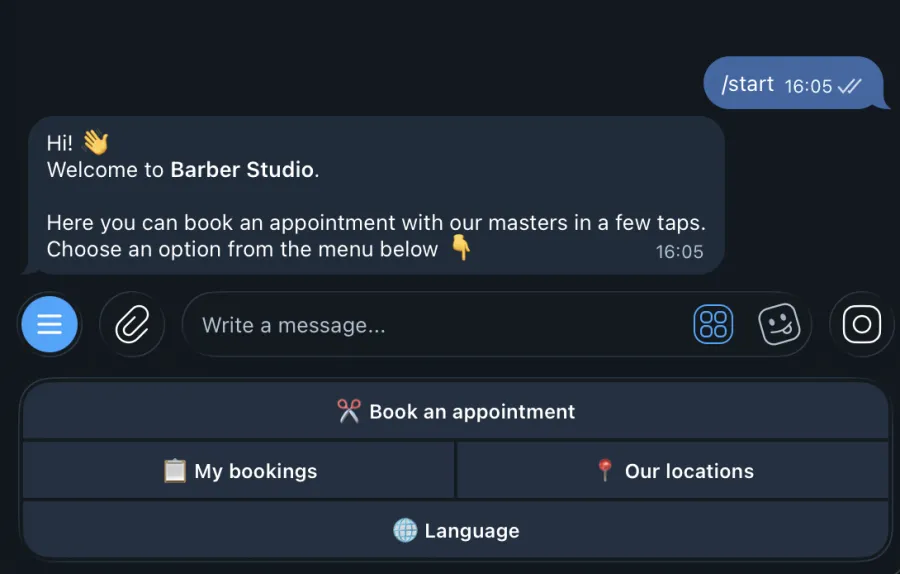 /start 16:05
Hi! 👋
Welcome to Barber Studio.
Here you can book an appointment with our masters in a few taps.
Choose an option from the menu below 👇 16:05
Write a message...
✂️ Book an appointment
📋 My bookings
📍 Our locations
🌐 Language